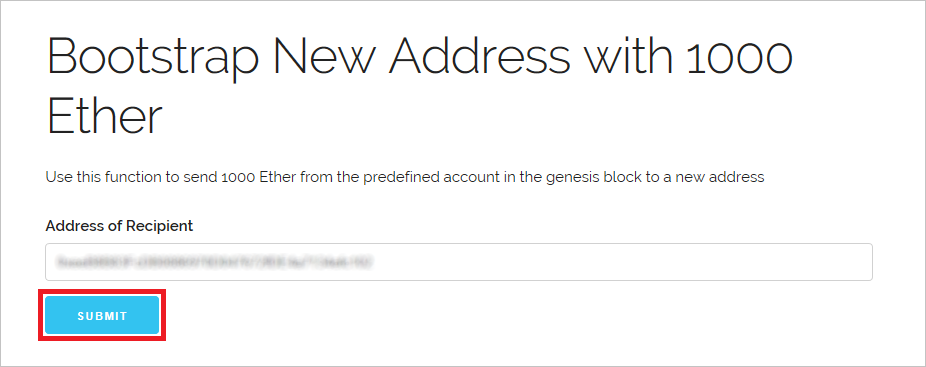 Bootstrap New Address with 1000
Ether
Use this function to send 1000 Ether from the predefined account in the genesis block to a new address
Address of Recipient
SUBMIT